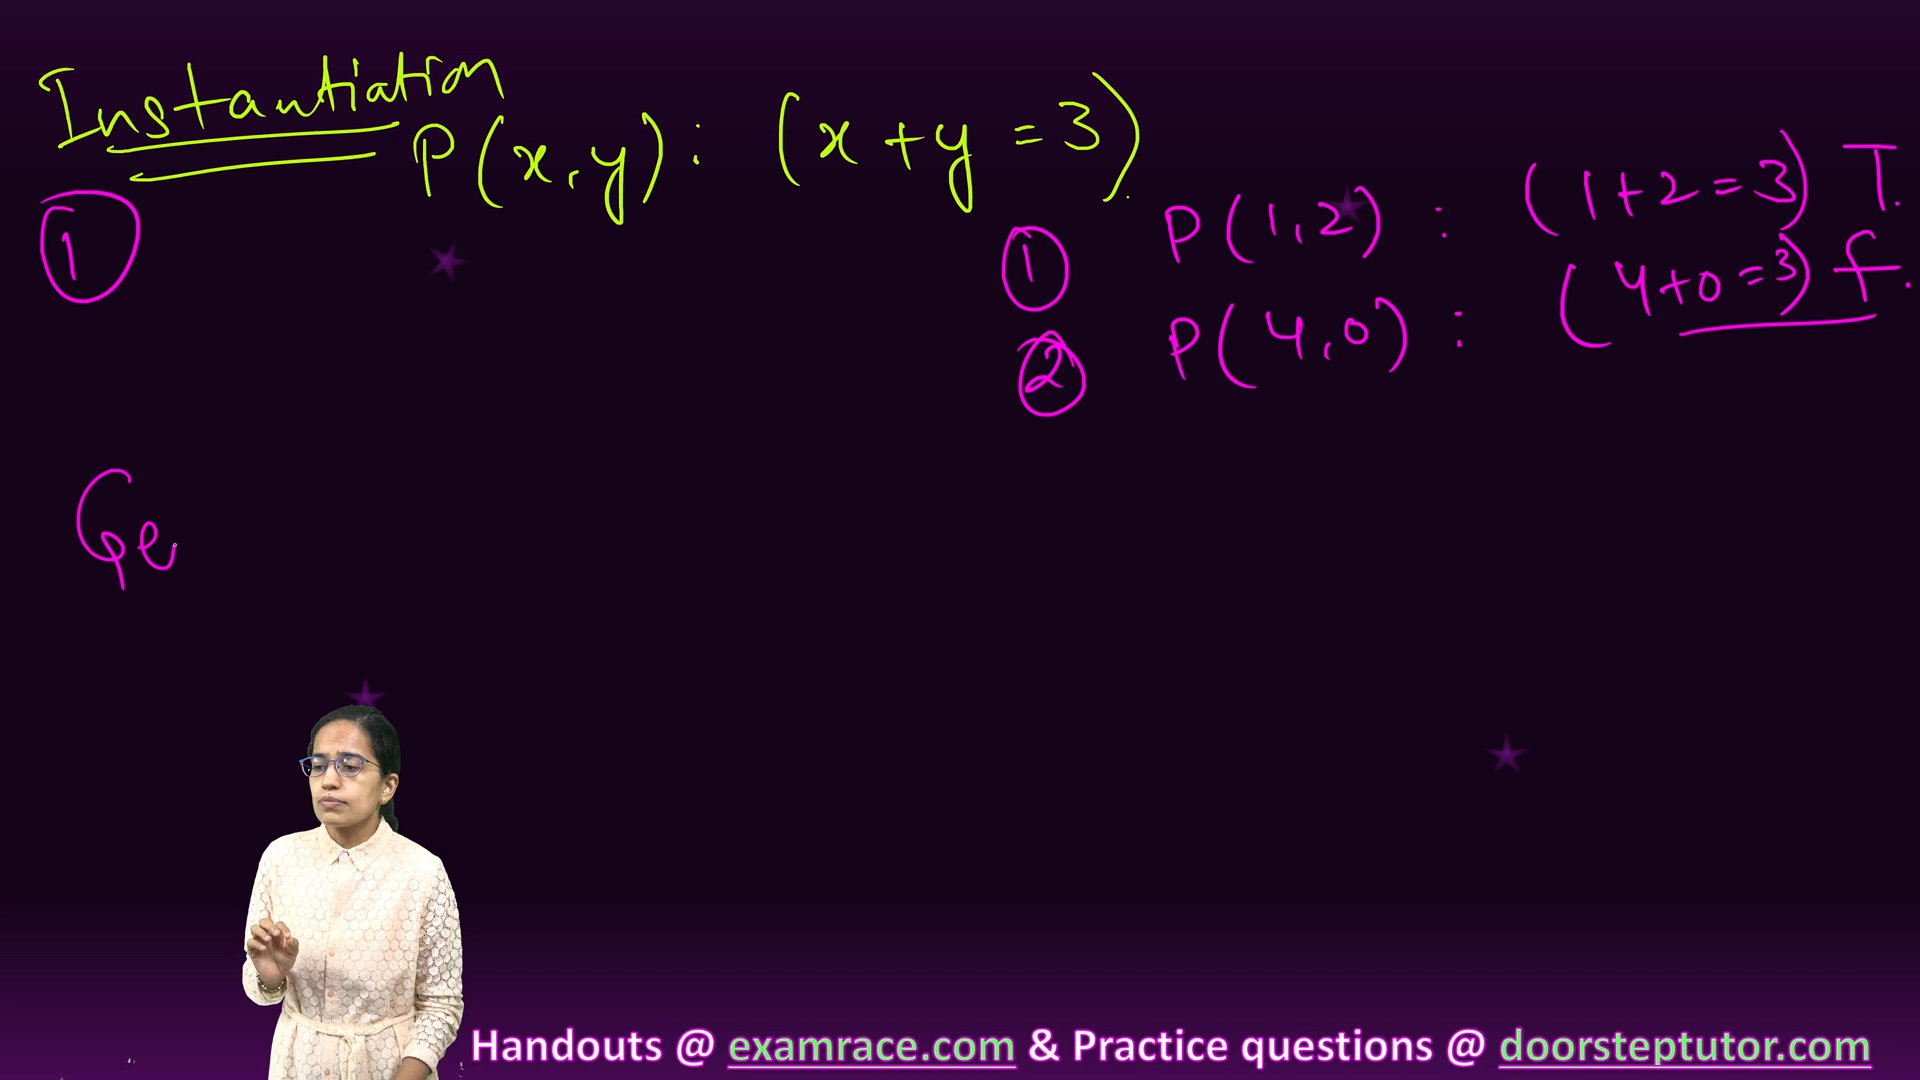 Instantiation
P(x, y): (x + y = 3).
①
① P(1,2) : (1+2=3) T.
② P(4,0) : (4+0=3) f.
Ge
Handouts @ examrace.com & Practice questions @ doorsteptutor.com